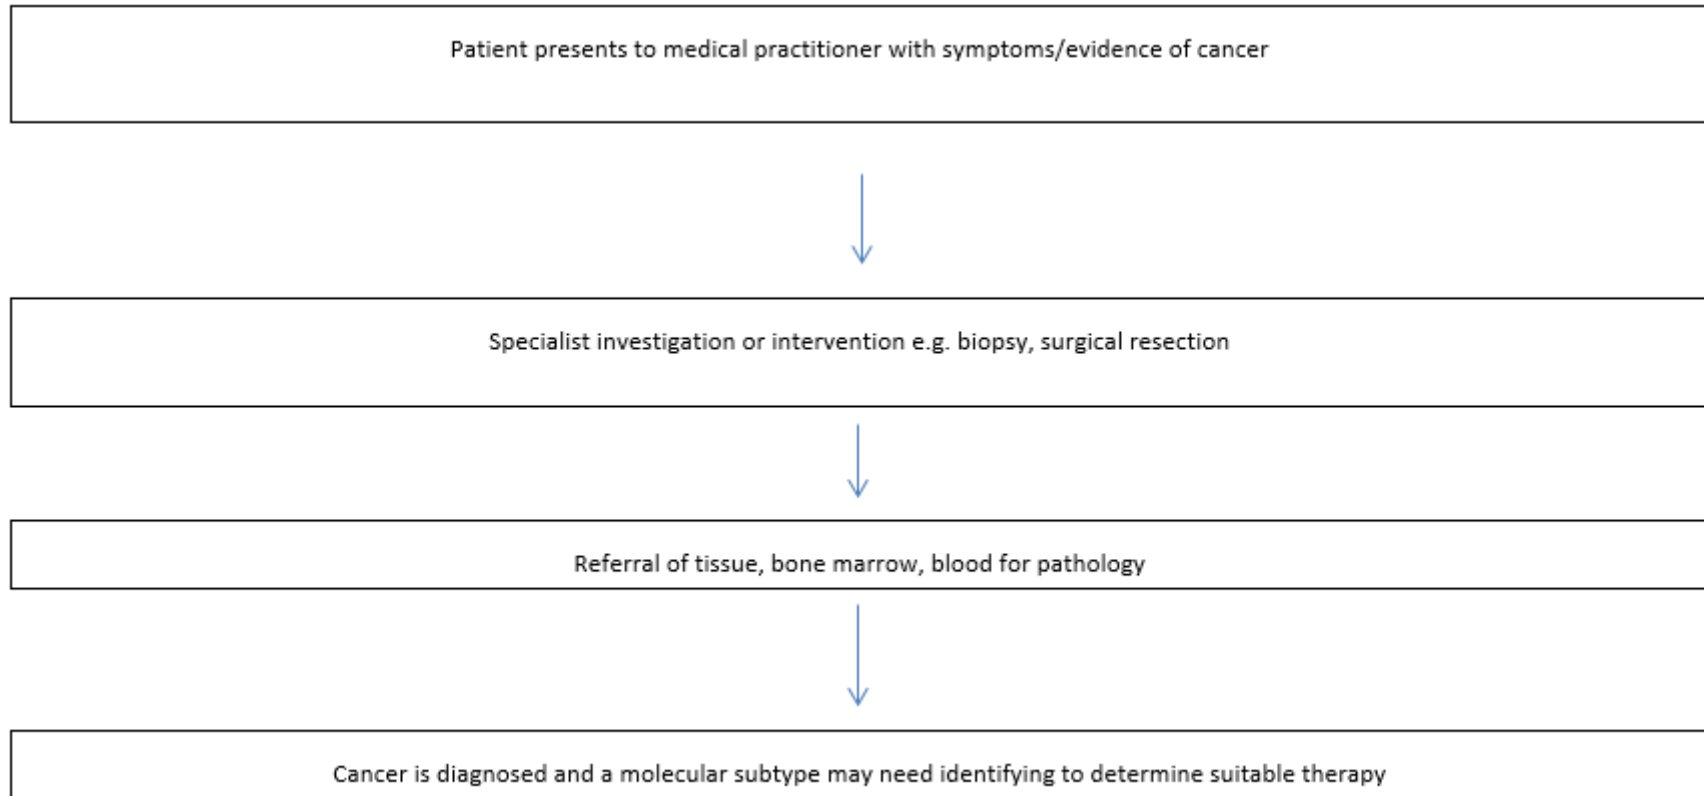 Patient presents to medical practitioner with symptoms/evidence of cancer
Specialist investigation or intervention e.g. biopsy, surgical resection
Referral of tissue, bone marrow, blood for pathology
Cancer is diagnosed and a molecular subtype may need identifying to determine suitable therapy